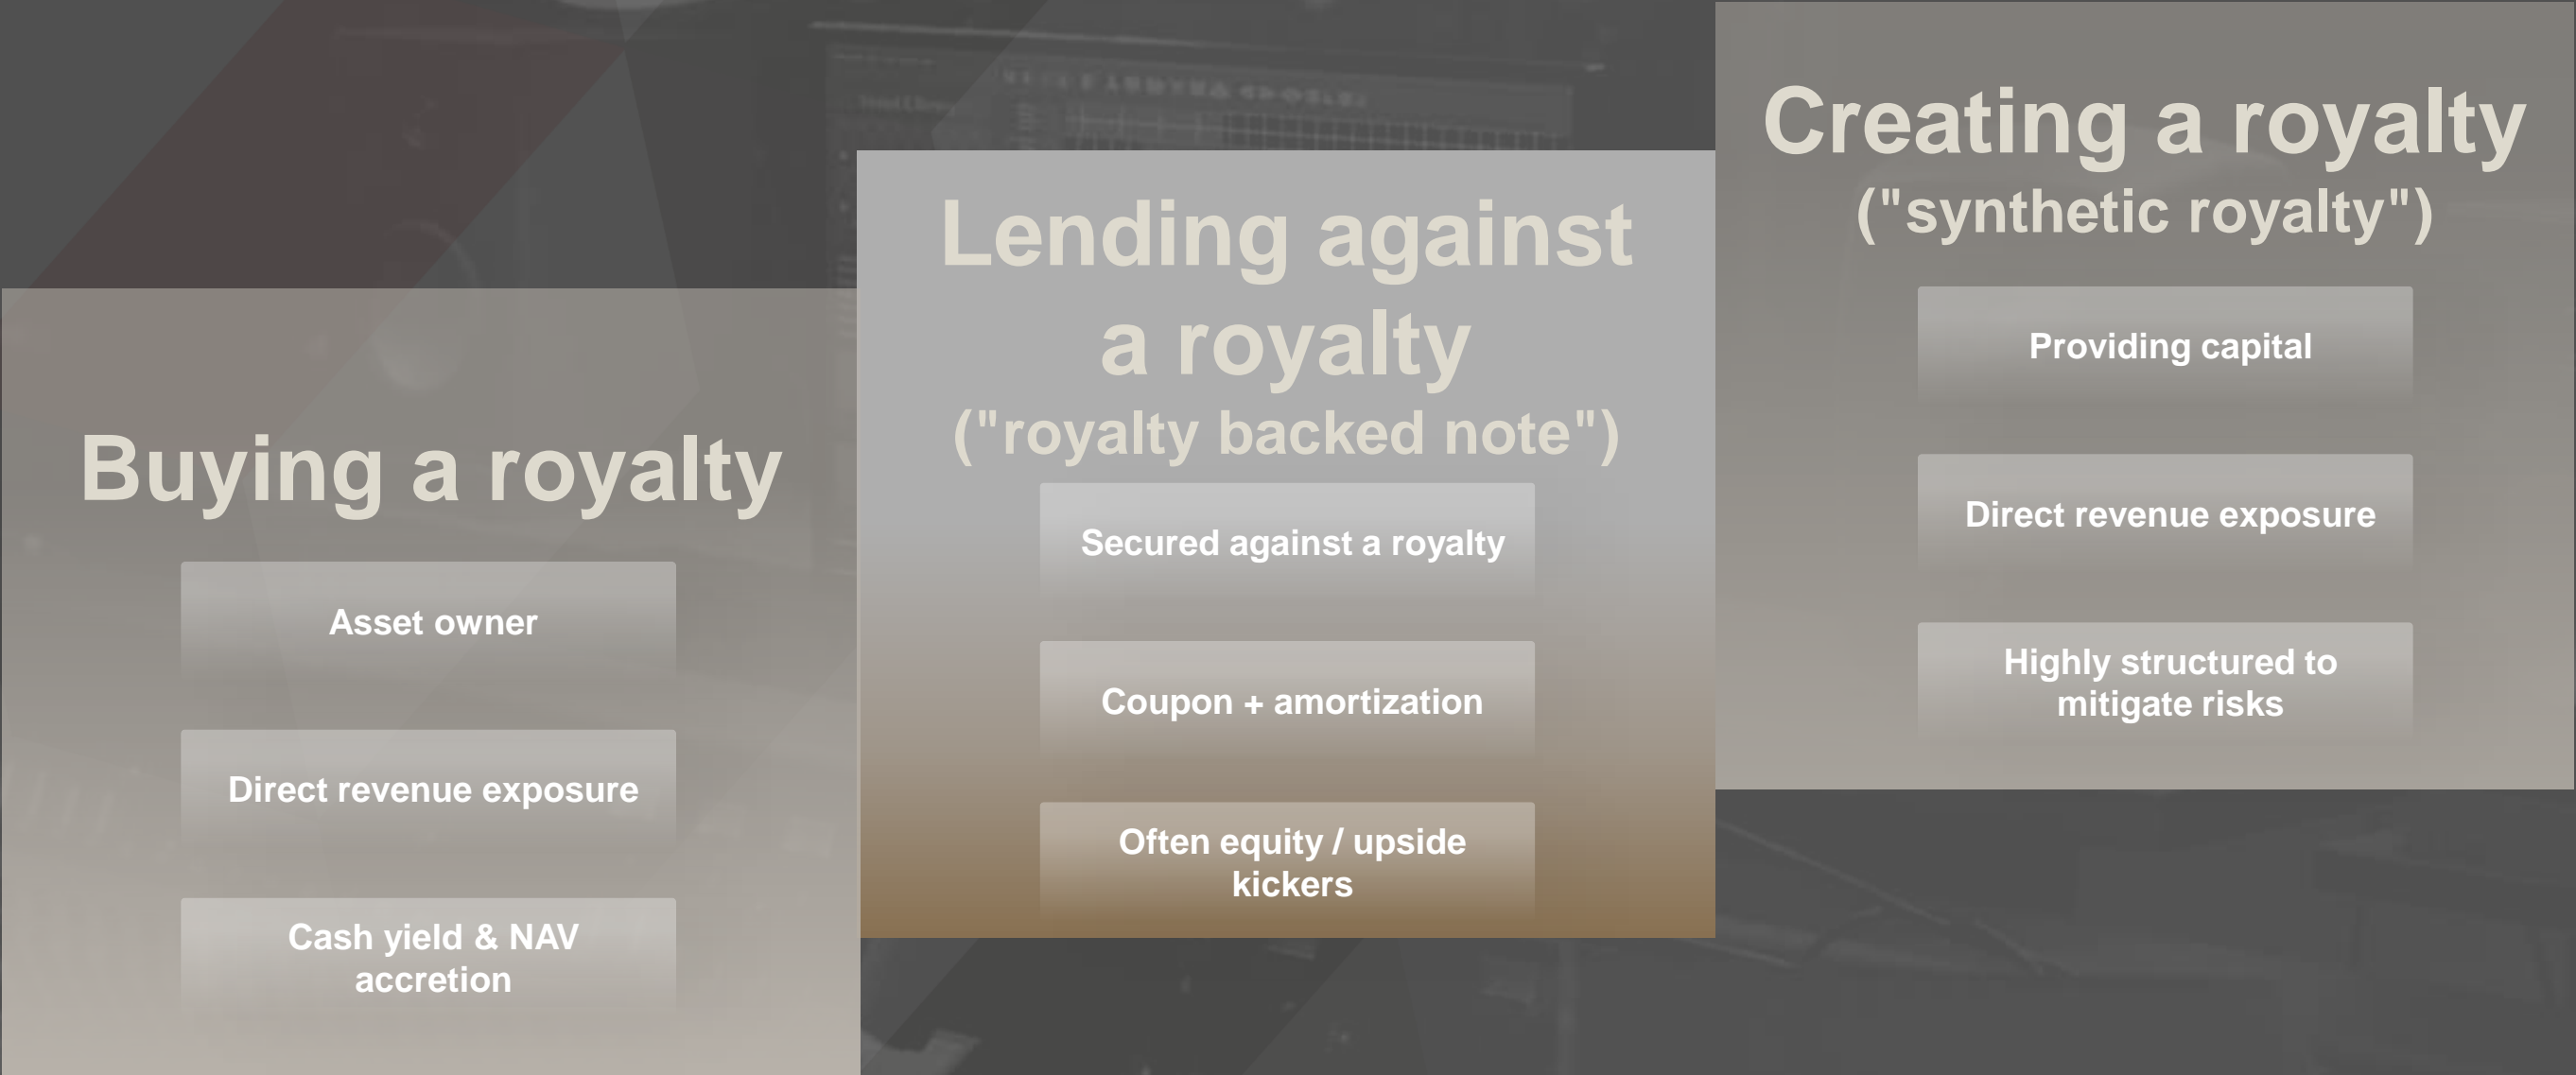 Buying a royalty
Asset owner
Direct revenue exposure
Cash yield & NAV
accretion
Lending against
a royalty
("royalty backed note")
Secured against a royalty
Coupon + amortization
Often equity / upside
kickers
Creating a royalty
("synthetic royalty")
Providing capital
Direct revenue exposure
Highly structured to
mitigate risks